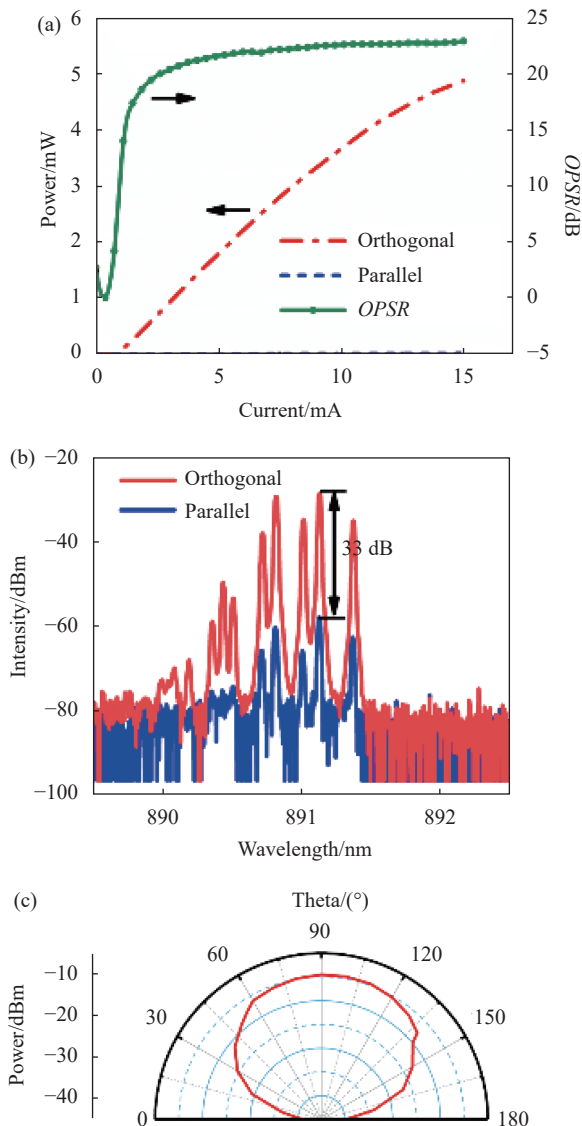 (a)
6
5
4
3
2
1
0
Power/mW
25
20
15
10
5
0
−5
OPSR/dB
Orthogonal
Parallel
OPSR
0
5
10
15
Current/mA
(b)
−20
−40
−60
−80
−100
Intensity/dBm
Orthogonal
Parallel
33 dB
890
891
892
Wavelength/nm
(c)
Theta/(°)
90
60
120
30
150
0
180
−10
−20
−30
−40
Power/dBm